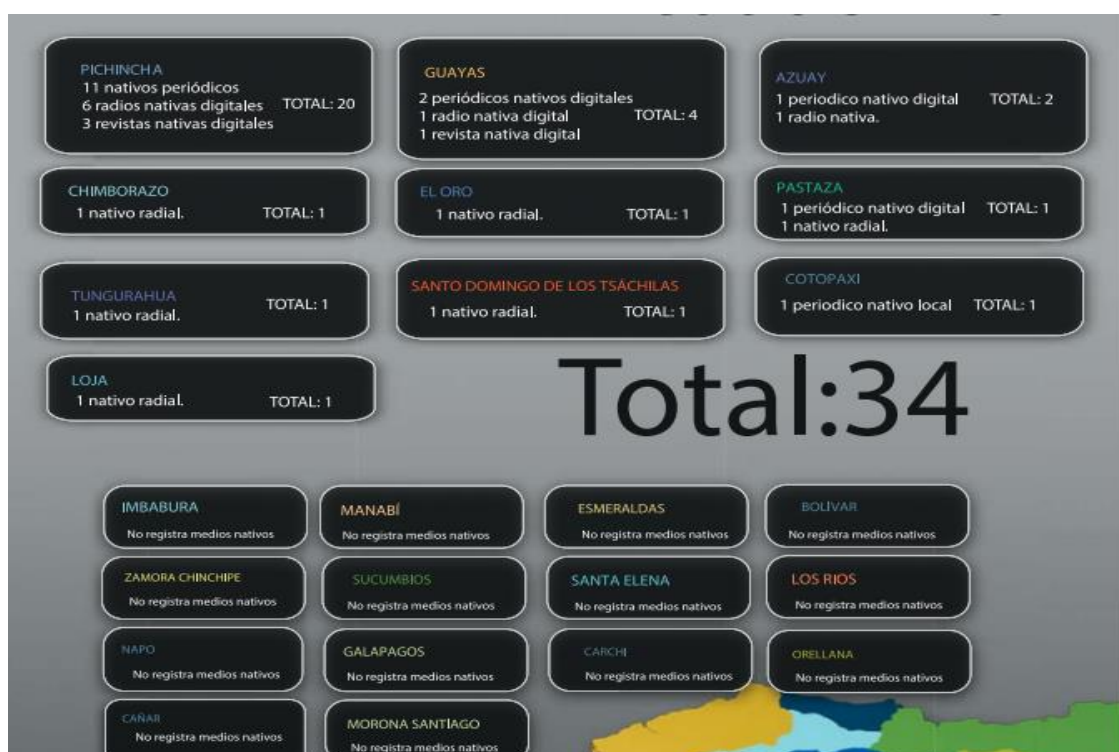 PICHINCHA
11 nativos periódicos
6 radios nativas digitales TOTAL: 20
3 revistas nativas digitales
GUAYAS
2 periódicos nativos digitales
1 radio nativa digital TOTAL: 4
1 revista nativa digital
AZUAY
1 periodico nativo digital TOTAL: 2
1 radio nativa.
CHIMBORAZO
1 nativo radial. TOTAL: 1
EL ORO
1 nativo radial. TOTAL: 1
PASTAZA
1 periódico nativo digital TOTAL: 1
1 nativo radial.
TUNGURAHUA
1 nativo radial. TOTAL: 1
SANTO DOMINGO DE LOS TSÁCHILAS
1 nativo radial. TOTAL: 1
COTOPAXI
1 periodico nativo local TOTAL: 1
LOJA
1 nativo radial. TOTAL: 1
Total:34
IMBABURA
No registra medios nativos
MANABÍ
No registra medios nativos
ESMERALDAS
No registra medios nativos
BOLÍVAR
No registra medios nativos
ZAMORA CHINCHIPE
No registra medios nativos
SUCUMBIOS
No registra medios nativos
SANTA ELENA
No registra medios nativos
LOS RIOS
No registra medios nativos
NAPO
No registra medios nativos
GALAPAGOS
No registra medios nativos
CARCHI
No registra medios nativos
ORELLANA
No registra medios nativos
CAÑAR
No registra medios nativos
MORONA SANTIAGO
No registra medios nativos